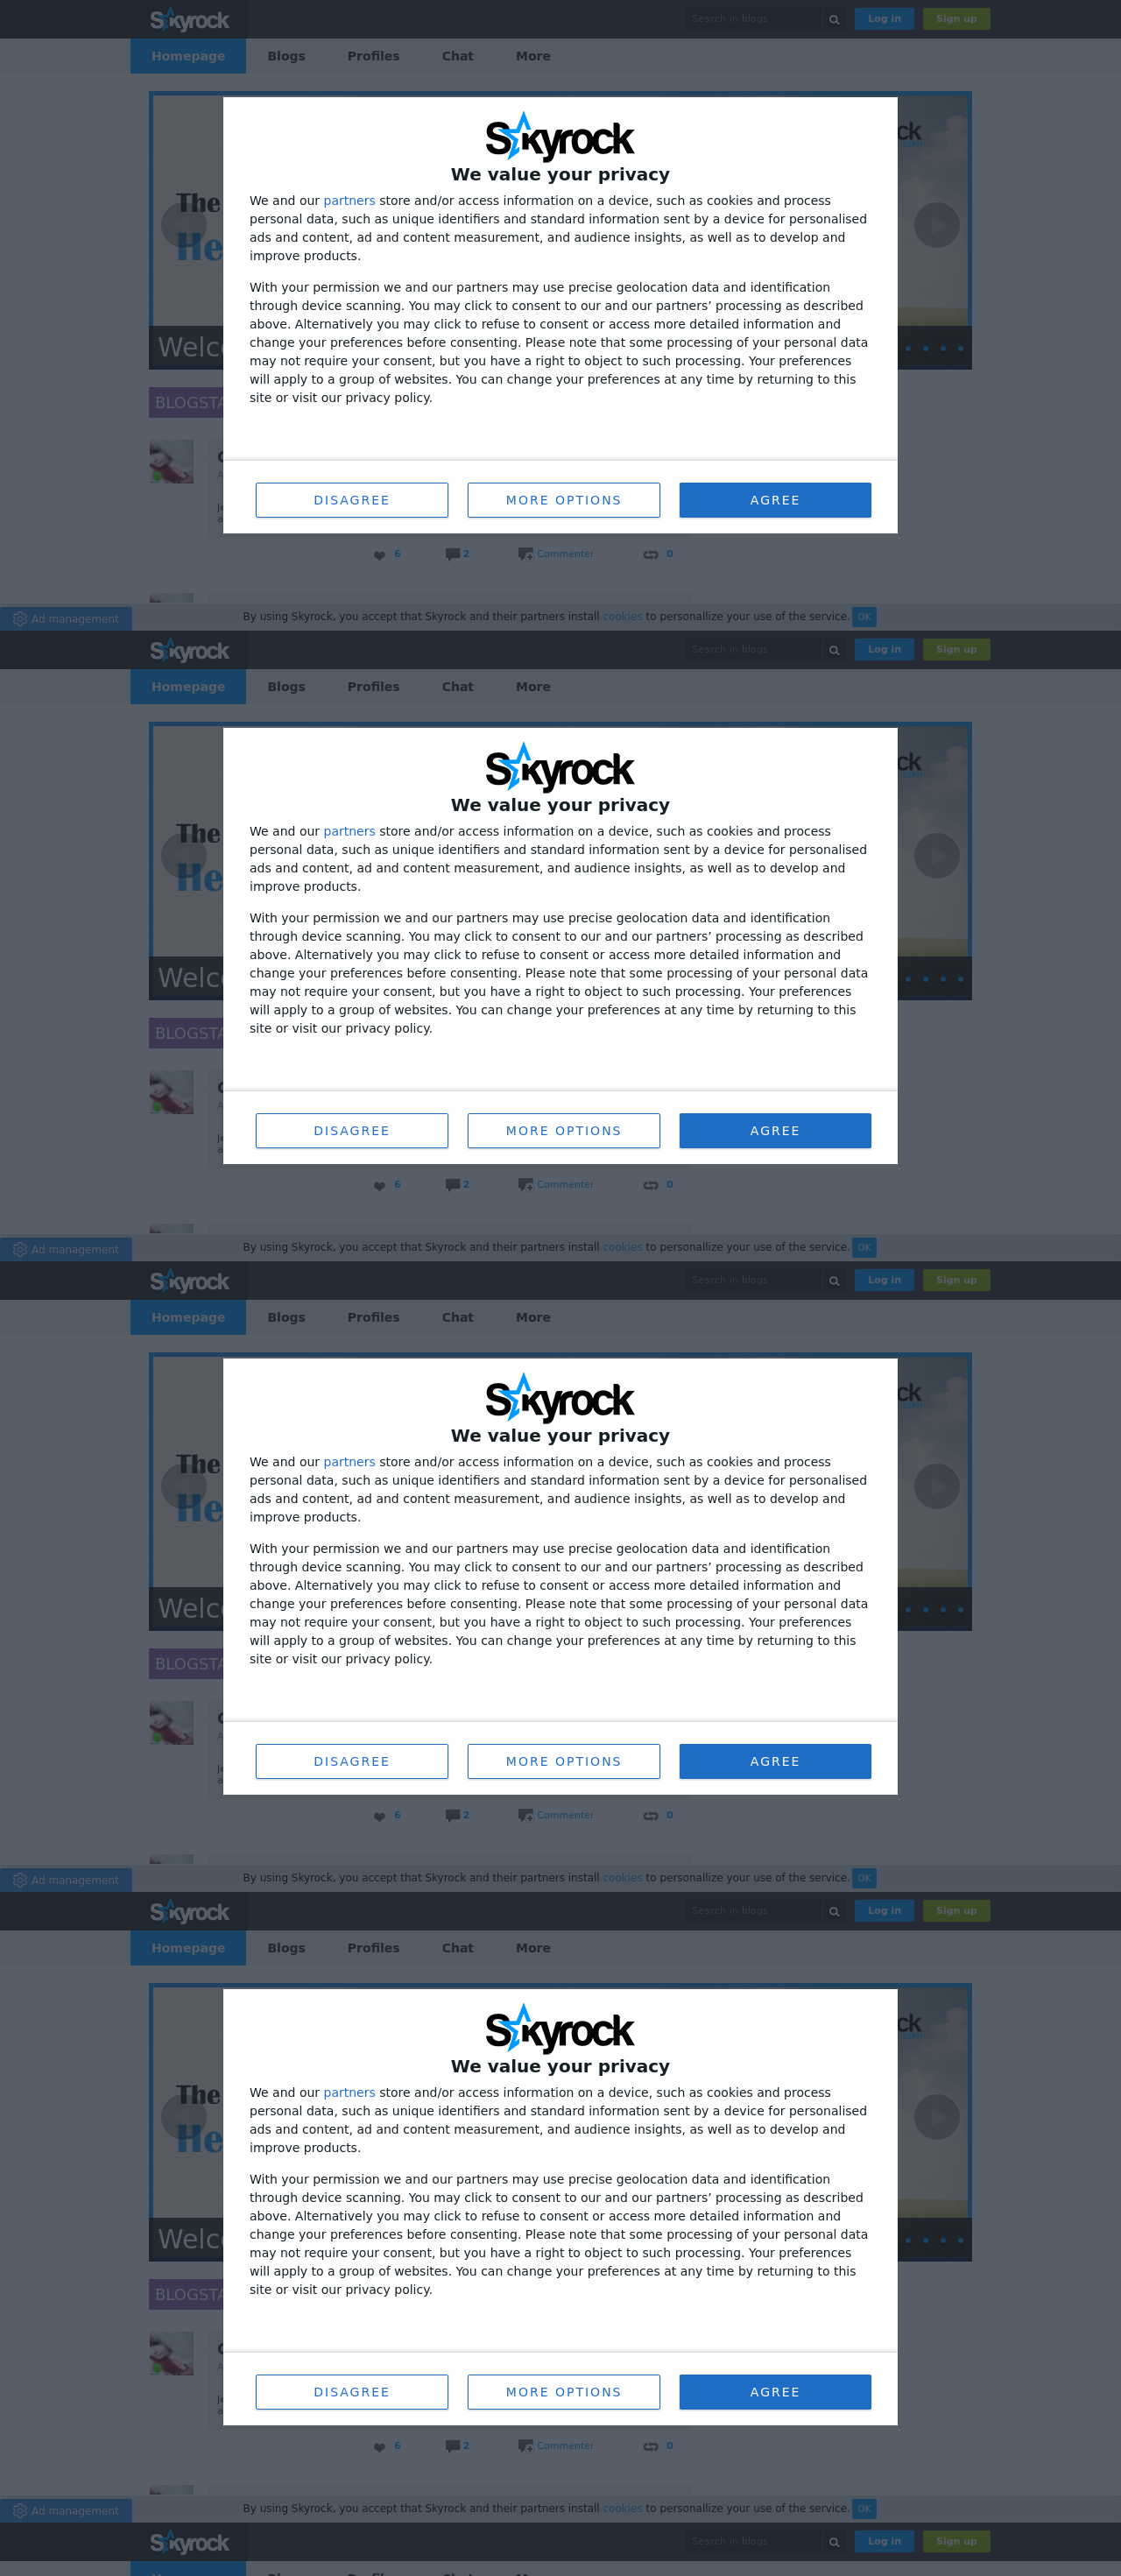 Skyrock
Search in blogs
Log in
Sign up
Homepage
Blogs
Profiles
Chat
More
Skyrock
We value your privacy
We and our partners store and/or access information on a device, such as cookies and process
personal data, such as unique identifiers and standard information sent by a device for personalised
ads and content, ad and content measurement, and audience insights, as well as to develop and
improve products.
With your permission we and our partners may use precise geolocation data and identification
through device scanning. You may click to consent to our and our partners’ processing as described
above. Alternatively you may click to refuse to consent or access more detailed information and
change your preferences before consenting. Please note that some processing of your personal data
may not require your consent, but you have a right to object to such processing. Your preferences
will apply to a group of websites. You can change your preferences at any time by returning to this
site or visit our privacy policy.
The
DISAGREE
MORE OPTIONS
AGREE
6
2
Commenter
0
Ad management
By using Skyrock, you accept that Skyrock and their partners install cookies to personallize your use of the service.
OK
Skyrock
Search in blogs
Log in
Sign up
Homepage
Blogs
Profiles
Chat
More
Skyrock
We value your privacy
We and our partners store and/or access information on a device, such as cookies and process
personal data, such as unique identifiers and standard information sent by a device for personalised
ads and content, ad and content measurement, and audience insights, as well as to develop and
improve products.
With your permission we and our partners may use precise geolocation data and identification
through device scanning. You may click to consent to our and our partners’ processing as described
above. Alternatively you may click to refuse to consent or access more detailed information and
change your preferences before consenting. Please note that some processing of your personal data
may not require your consent, but you have a right to object to such processing. Your preferences
will apply to a group of websites. You can change your preferences at any time by returning to this
site or visit our privacy policy.
The
DISAGREE
MORE OPTIONS
AGREE
6
2
Commenter
0
Ad management
By using Skyrock, you accept that Skyrock and their partners install cookies to personallize your use of the service.
OK
Skyrock
Search in blogs
Log in
Sign up
Homepage
Blogs
Profiles
Chat
More
Skyrock
We value your privacy
We and our partners store and/or access information on a device, such as cookies and process
personal data, such as unique identifiers and standard information sent by a device for personalised
ads and content, ad and content measurement, and audience insights, as well as to develop and
improve products.
With your permission we and our partners may use precise geolocation data and identification
through device scanning. You may click to consent to our and our partners’ processing as described
above. Alternatively you may click to refuse to consent or access more detailed information and
change your preferences before consenting. Please note that some processing of your personal data
may not require your consent, but you have a right to object to such processing. Your preferences
will apply to a group of websites. You can change your preferences at any time by returning to this
site or visit our privacy policy.
The
DISAGREE
MORE OPTIONS
AGREE
6
2
Commenter
0
Ad management
By using Skyrock, you accept that Skyrock and their partners install cookies to personallize your use of the service.
OK
Skyrock
Search in blogs
Log in
Sign up
Homepage
Blogs
Profiles
Chat
More
Skyrock
We value your privacy
We and our partners store and/or access information on a device, such as cookies and process
personal data, such as unique identifiers and standard information sent by a device for personalised
ads and content, ad and content measurement, and audience insights, as well as to develop and
improve products.
With your permission we and our partners may use precise geolocation data and identification
through device scanning. You may click to consent to our and our partners’ processing as described
above. Alternatively you may click to refuse to consent or access more detailed information and
change your preferences before consenting. Please note that some processing of your personal data
may not require your consent, but you have a right to object to such processing. Your preferences
will apply to a group of websites. You can change your preferences at any time by returning to this
site or visit our privacy policy.
The
DISAGREE
MORE OPTIONS
AGREE
6
2
Commenter
0
Ad management
By using Skyrock, you accept that Skyrock and their partners install cookies to personallize your use of the service.
OK
Skyrock
Search in blogs
Log in
Sign up